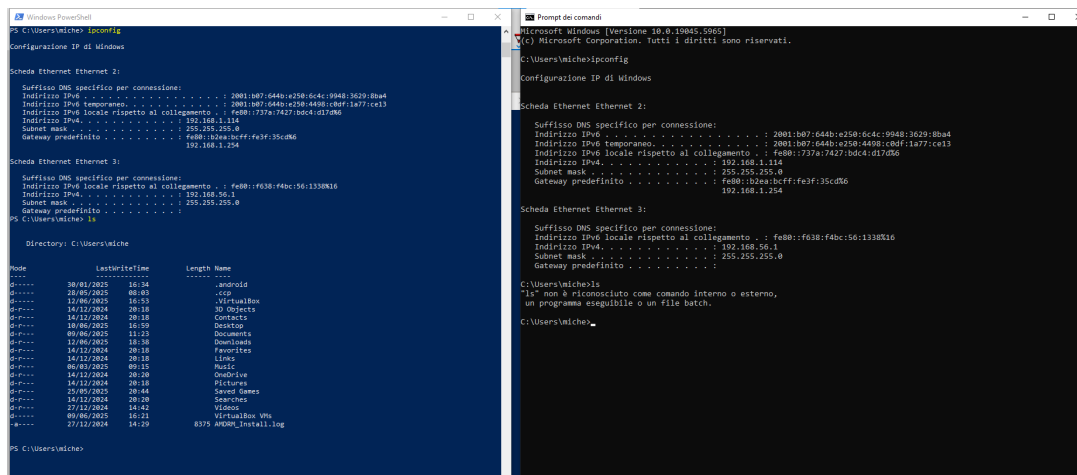 Windows PowerShell
PS C:\Users\miche> ipconfig
Configurazione IP di Windows
Scheda Ethernet Ethernet 2:
Suffisso DNS specifico per connessione:
Indirizzo IPv6 . . . . . . . . . . . . . . . . . : 2001:b07:644b:e250:6c4c:9948:3629:8ba4
Indirizzo IPv6 temporaneo. . . . . . . . . . . . : 2001:b07:644b:e250:4498:c0df:1a77:ce13
Indirizzo IPv6 locale rispetto al collegamento . : fe80::737a:7427:bdc4:d17d%6
Indirizzo IPv4. . . . . . . . . . . . : 192.168.1.114
Subnet mask . . . . . . . . . . . . . : 255.255.255.0
Gateway predefinito . . . . . . . . . : fe80::b2ea:bcff:fe3f:35cd%6
192.168.1.254
Scheda Ethernet Ethernet 3:
Suffisso DNS specifico per connessione:
Indirizzo IPv6 locale rispetto al collegamento . : fe80::f638:f4bc:56:1338%16
Indirizzo IPv4. . . . . . . . . . . . : 192.168.56.1
Subnet mask . . . . . . . . . . . . . : 255.255.255.0
Gateway predefinito . . . . . . . . . :
PS C:\Users\miche> ls
Directory: C:\Users\miche
Mode LastWriteTime Length Name
---- ------------- ------ ----
d----- 30/01/2025 16:34 .android
d----- 28/05/2025 08:03 .ccp
d----- 12/06/2025 16:53 .VirtualBox
d-r--- 14/12/2024 20:18 3D Objects
d-r--- 14/12/2024 20:18 Contacts
d-r--- 10/06/2025 16:59 Desktop
d-r--- 09/06/2025 11:23 Documents
d-r--- 12/06/2025 18:38 Downloads
d-r--- 14/12/2024 20:18 Favorites
d-r--- 14/12/2024 20:18 Links
d-r--- 06/03/2025 09:15 Music
d-r--- 14/12/2024 20:20 OneDrive
d-r--- 14/12/2024 20:18 Pictures
d-r--- 25/05/2025 20:44 Saved Games
d-r--- 14/12/2024 20:20 Searches
d-r--- 27/12/2024 14:42 Videos
d----- 09/06/2025 16:21 VirtualBox VMs
-a---- 27/12/2024 14:29 8375 AMDRM_Install.log
PS C:\Users\miche>
Prompt dei comandi
Microsoft Windows [Versione 10.0.19045.5965]
(c) Microsoft Corporation. Tutti i diritti sono riservati.
C:\Users\miche>ipconfig
Configurazione IP di Windows
Scheda Ethernet Ethernet 2:
Suffisso DNS specifico per connessione:
Indirizzo IPv6 . . . . . . . . . . . . . . . . . : 2001:b07:644b:e250:6c4c:9948:3629:8ba4
Indirizzo IPv6 temporaneo. . . . . . . . . . . . : 2001:b07:644b:e250:4498:c0df:1a77:ce13
Indirizzo IPv6 locale rispetto al collegamento . : fe80::737a:7427:bdc4:d17d%6
Indirizzo IPv4. . . . . . . . . . . . : 192.168.1.114
Subnet mask . . . . . . . . . . . . . : 255.255.255.0
Gateway predefinito . . . . . . . . . : fe80::b2ea:bcff:fe3f:35cd%6
192.168.1.254
Scheda Ethernet Ethernet 3:
Suffisso DNS specifico per connessione:
Indirizzo IPv6 locale rispetto al collegamento . : fe80::f638:f4bc:56:1338%16
Indirizzo IPv4. . . . . . . . . . . . : 192.168.56.1
Subnet mask . . . . . . . . . . . . . : 255.255.255.0
Gateway predefinito . . . . . . . . . :
C:\Users\miche>ls
"ls" non è riconosciuto come comando interno o esterno,
un programma eseguibile o un file batch.
C:\Users\miche>